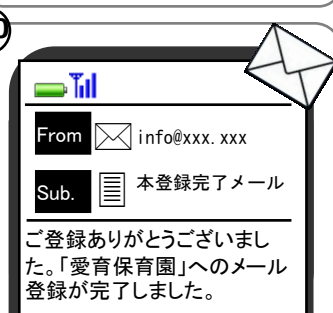 From info@xxx.xxx
Sub. 本登録完了メール
ご登録ありがとうございまし
た。「愛育保育園」へのメール
登録が完了しました。